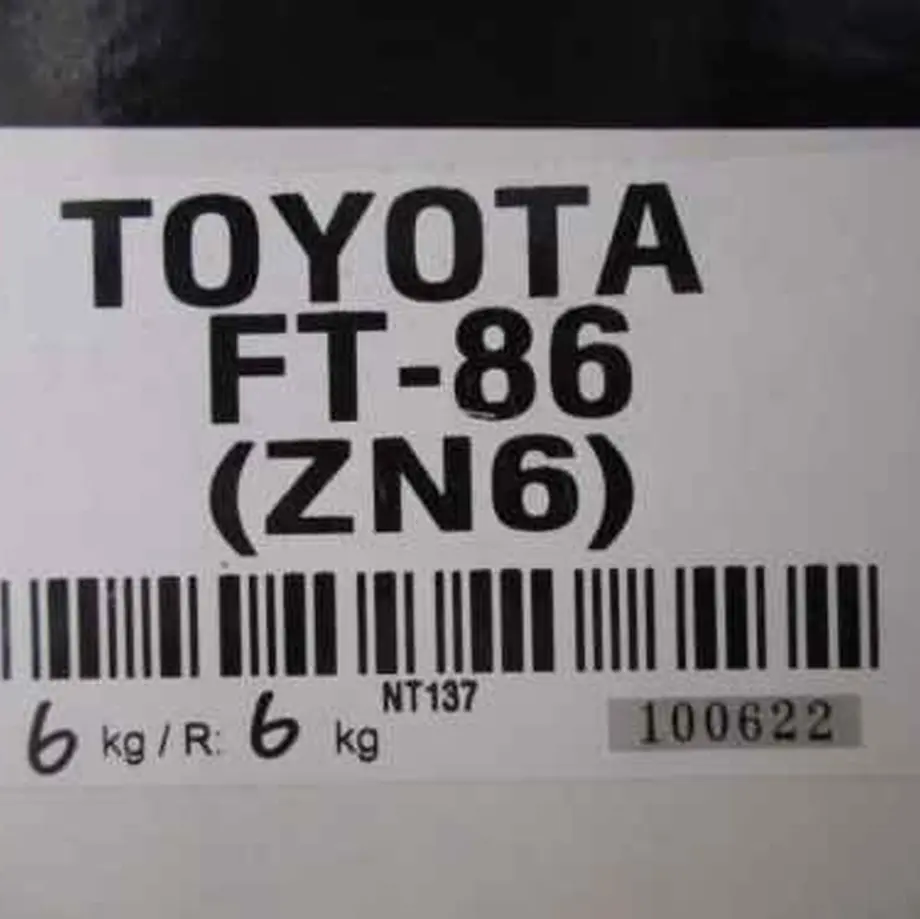 TOYOTA
FT-86
(ZN6)
NT137
6 kg / R: 6 kg
100622